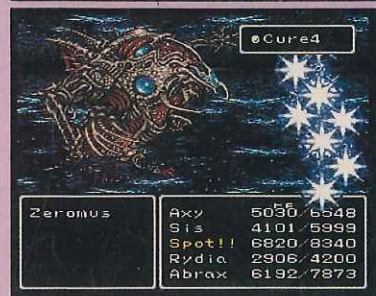 Cure4
Zeromus
Axy 5030/6548
Sis 4101/5999
Spot!! 6820/8340
Rydia 2906/4200
Abrax 6192/7873